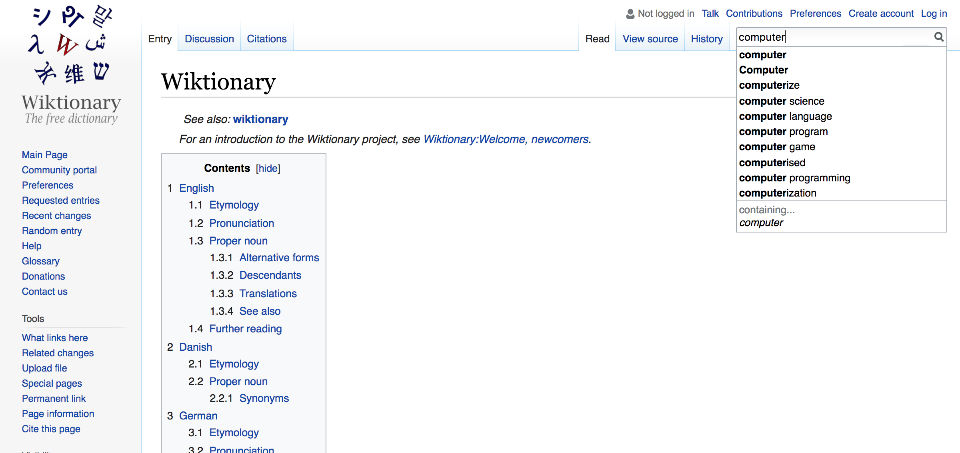 Not logged in Talk Contributions Preferences Create account Log in
Entry Discussion Citations Read View source History computer
Wiktionary
The free dictionary
Main Page
Community portal
Preferences
Requested entries
Recent changes
Random entry
Help
Glossary
Donations
Contact us
Tools
What links here
Related changes
Upload file
Special pages
Permanent link
Page information
Cite this page
Wiktionary
See also: wiktionary
For an introduction to the Wiktionary project, see Wiktionary:Welcome, newcomers.
Contents [hide]
1 English
1.1 Etymology
1.2 Pronunciation
1.3 Proper noun
1.3.1 Alternative forms
1.3.2 Descendants
1.3.3 Translations
1.3.4 See also
1.4 Further reading
2 Danish
2.1 Etymology
2.2 Proper noun
2.2.1 Synonyms
3 German
3.1 Etymology
3.2 Pronunciation
computer
Computer
computerize
computer science
computer language
computer program
computer game
computerised
computer programming
computerization
containing...
computer